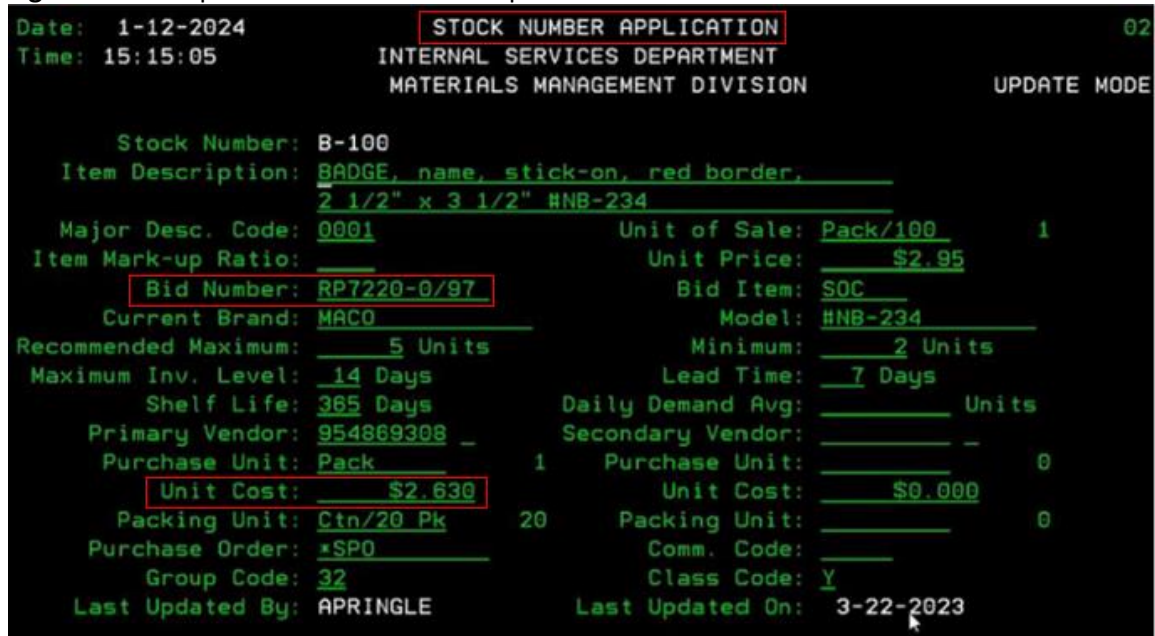 Date: 1-12-2024 STOCK NUMBER APPLICATION 02
Time: 15:15:05 INTERNAL SERVICES DEPARTMENT
MATERIALS MANAGEMENT DIVISION UPDATE MODE
Stock Number: B-100
Item Description: BADGE, name, stick-on, red border,
2 1/2" x 3 1/2" #NB-234
Major Desc. Code: 0001 Unit of Sale: Pack/100 1
Item Mark-up Ratio: Unit Price: $2.95
Bid Number: RP7220-0/97 Bid Item: SOC
Current Brand: MACO Model: #NB-234
Recommended Maximum: 5 Units Minimum: 2 Units
Maximum Inv. Level: 14 Days Lead Time: 7 Days
Shelf Life: 365 Days Daily Demand Avg: Units
Primary Vendor: 954869308 Secondary Vendor:
Purchase Unit: Pack 1 Purchase Unit: 0
Unit Cost: $2.630 Unit Cost: $0.000
Packing Unit: Ctn/20 Pk 20 Packing Unit: 0
Purchase Order: *SPO Comm. Code:
Group Code: 32 Class Code: Y
Last Updated By: APRINGLE Last Updated On: 3-22-2023